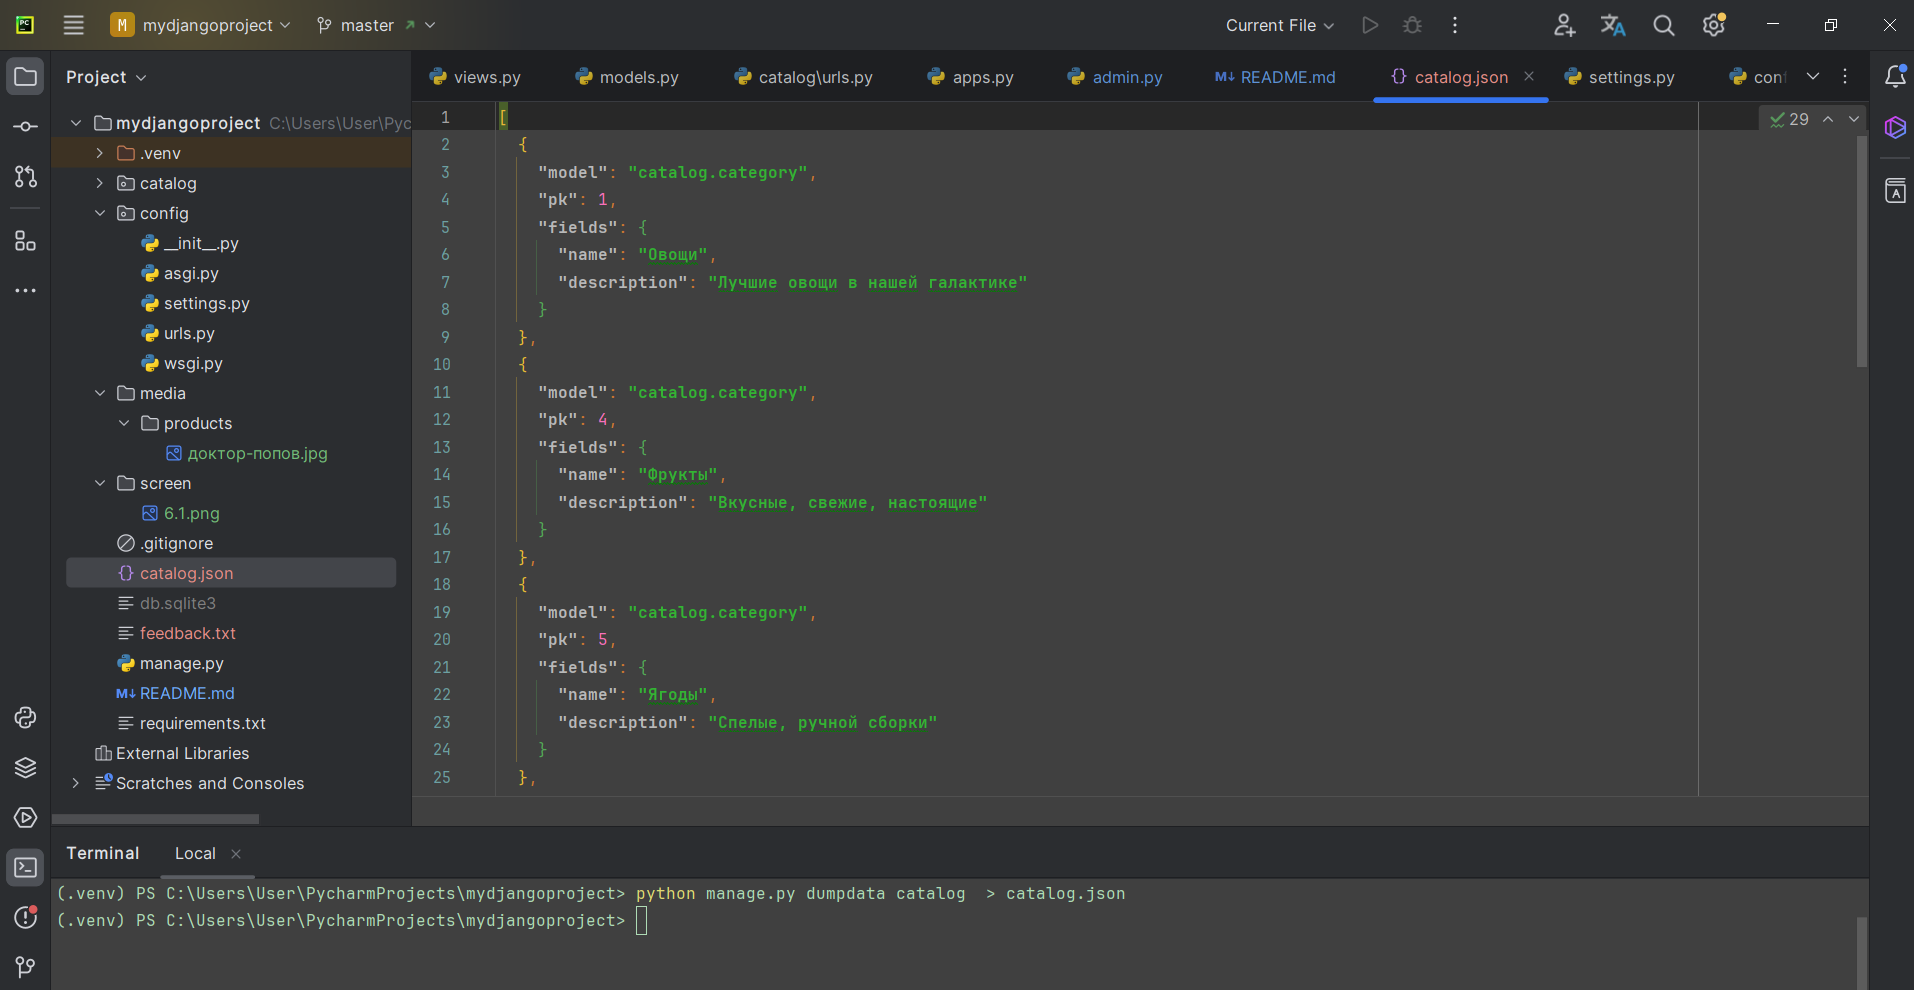 M mydjangoproject master Current File
Project
views.py models.py catalog\urls.py apps.py admin.py README.md catalog.json settings.py
mydjangoproject C:\Users\User\Pyc
.venv
catalog
config
__init__.py
asgi.py
settings.py
urls.py
wsgi.py
media
products
доктор-попов.jpg
screen
6.1.png
.gitignore
catalog.json
db.sqlite3
feedback.txt
manage.py
README.md
requirements.txt
External Libraries
Scratches and Consoles
29
1 [
2 {
3 "model": "catalog.category",
4 "pk": 1,
5 "fields": {
6 "name": "Овощи",
7 "description": "Лучшие овощи в нашей галактике"
8 }
9 },
10 {
11 "model": "catalog.category",
12 "pk": 4,
13 "fields": {
14 "name": "Фрукты",
15 "description": "Вкусные, свежие, настоящие"
16 }
17 },
18 {
19 "model": "catalog.category",
20 "pk": 5,
21 "fields": {
22 "name": "Ягоды",
23 "description": "Спелые, ручной сборки"
24 }
25 },
Terminal Local
(.venv) PS C:\Users\User\PycharmProjects\mydjangoproject> python manage.py dumpdata catalog  > catalog.json
(.venv) PS C:\Users\User\PycharmProjects\mydjangoproject>